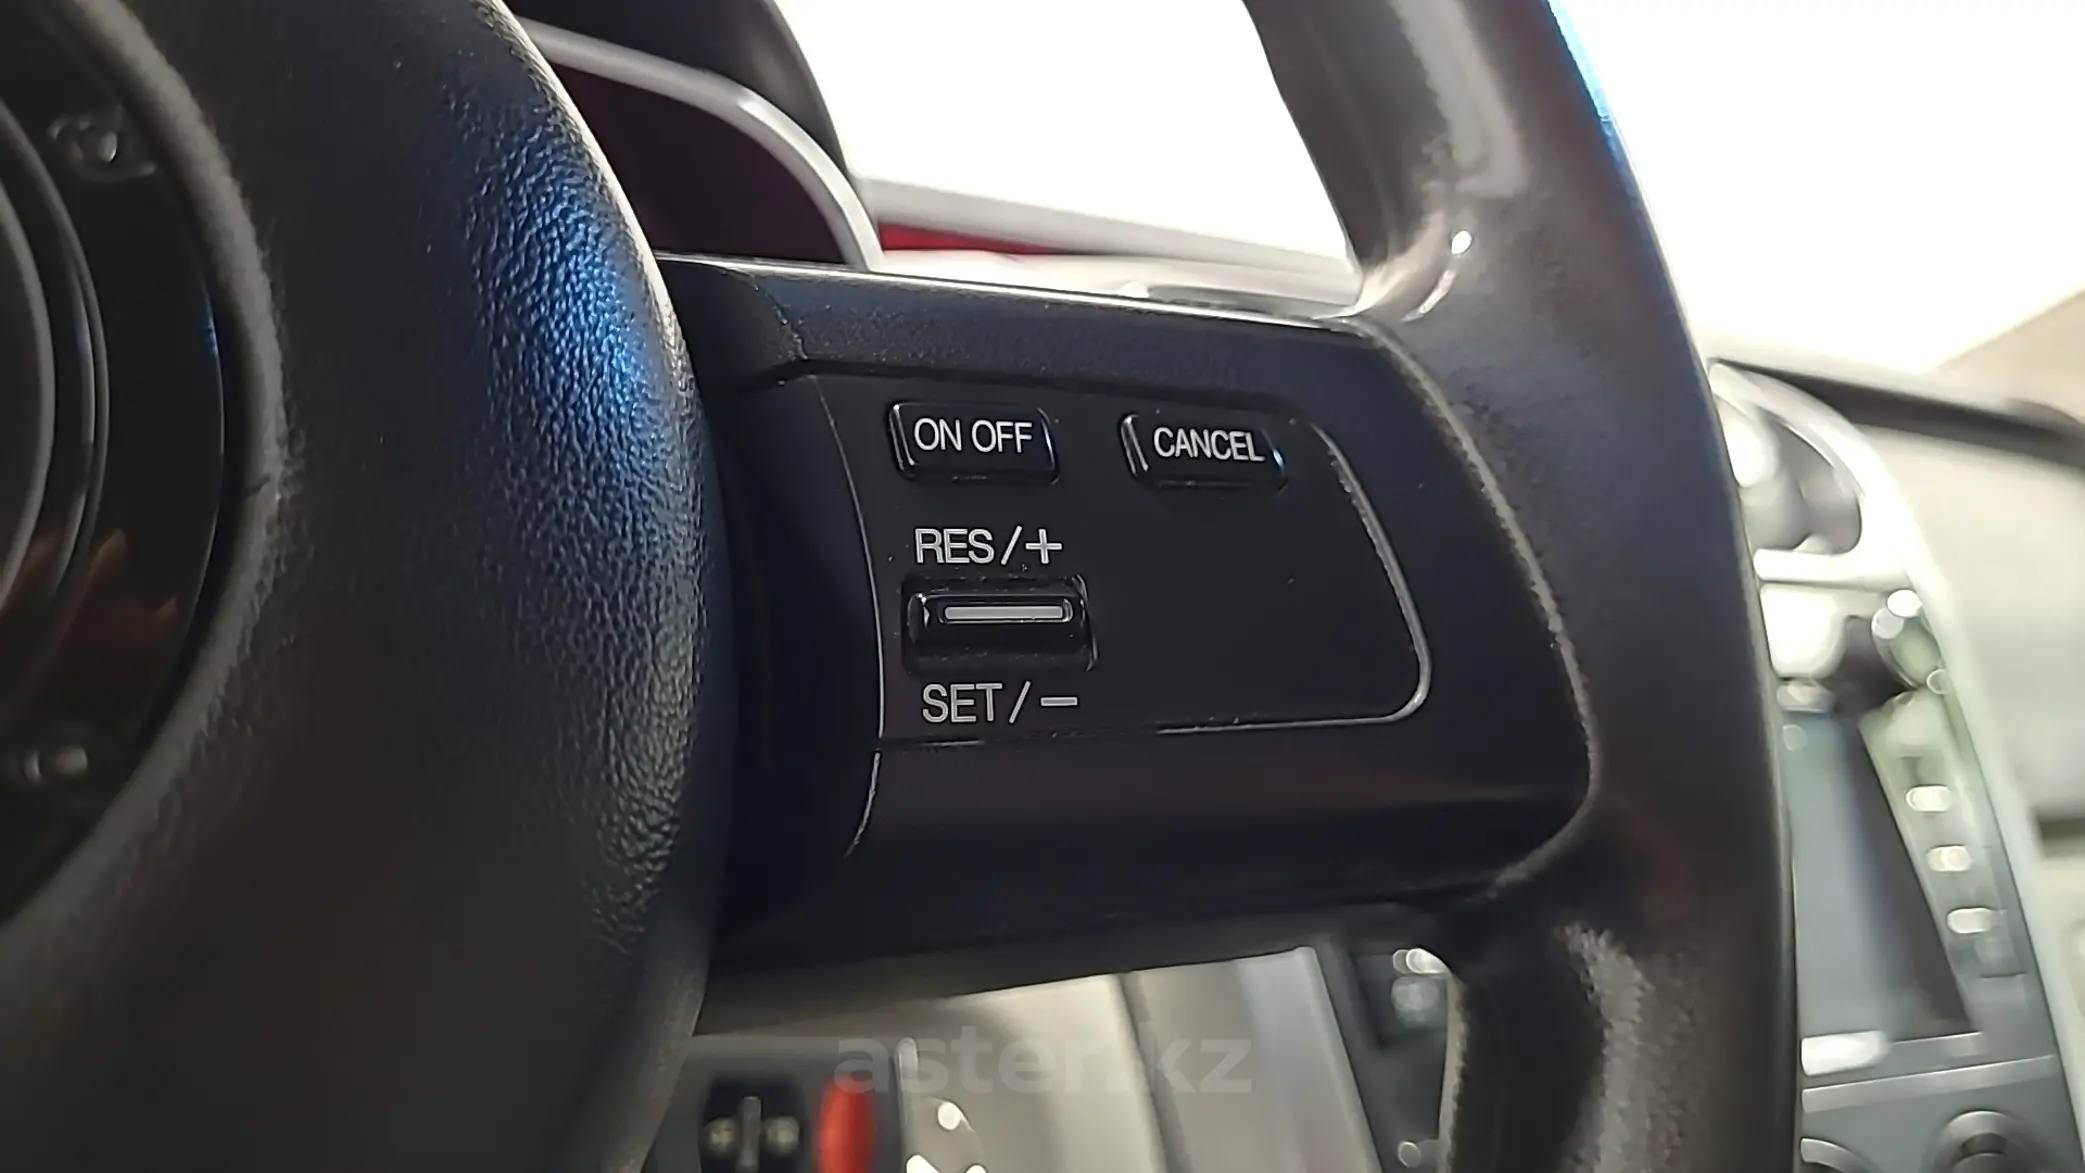 ON OFF CANCEL
RES/+
SET/−
aster.kz